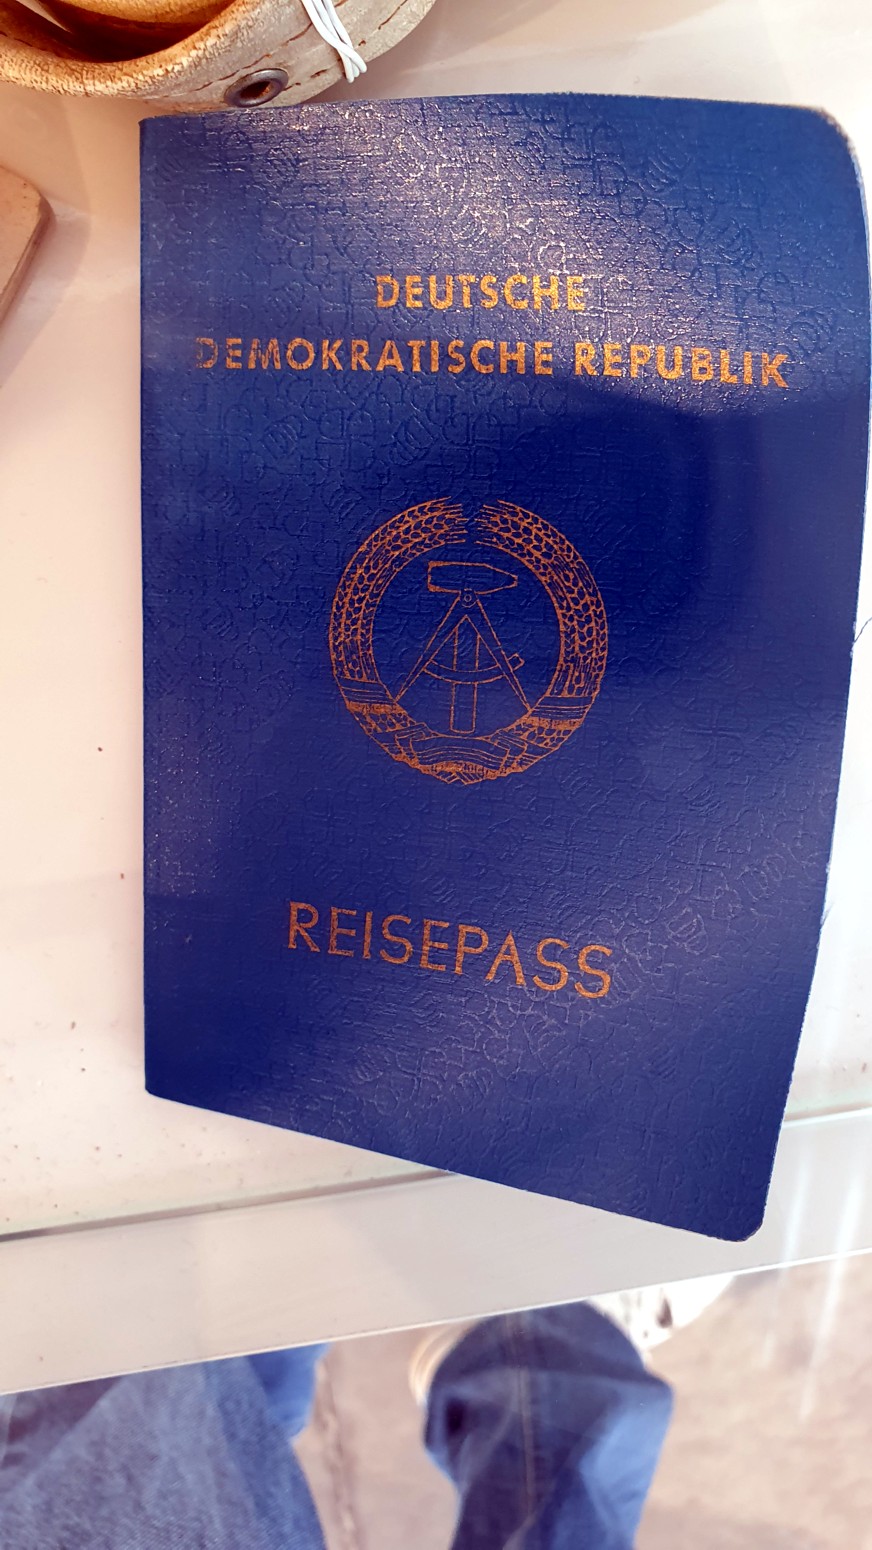 DEUTSCHE
DEMOKRATISCHE REPUBLIK
REISEPASS